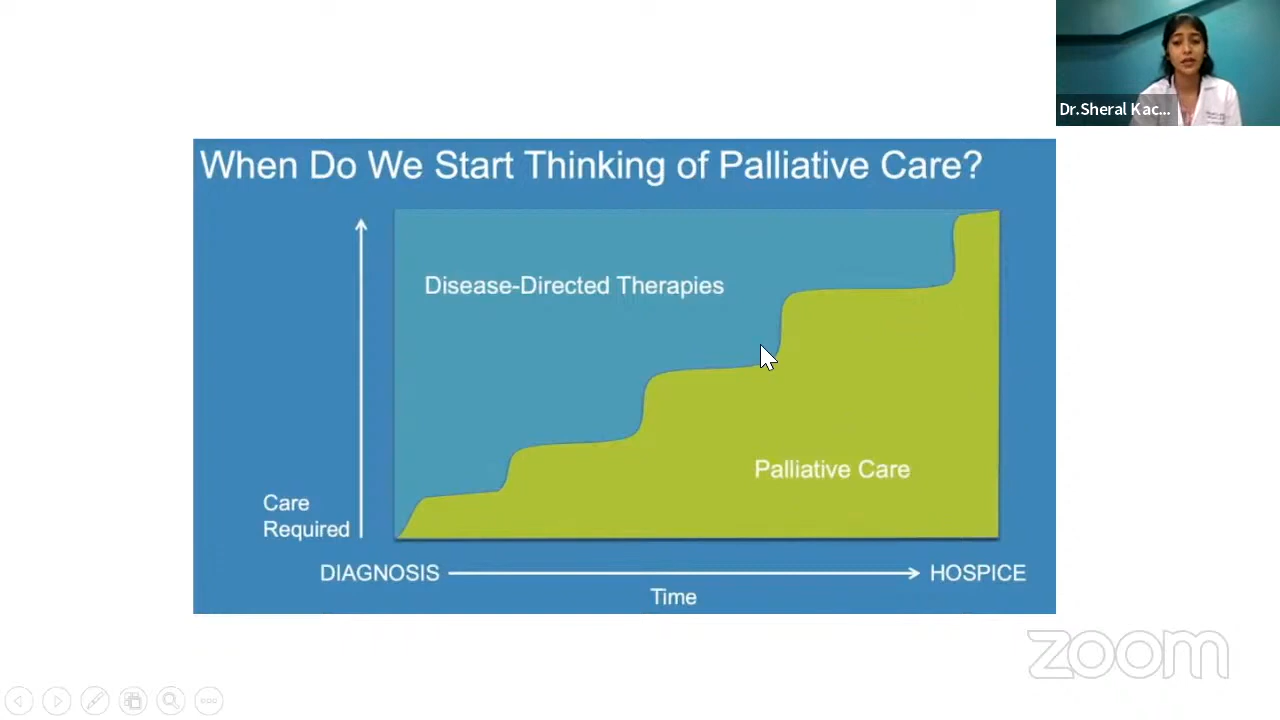 Dr.Sheral Kac...
When Do We Start Thinking of Palliative Care?
Disease-Directed Therapies
Palliative Care
Care
Required
DIAGNOSIS
HOSPICE
Time
zoom